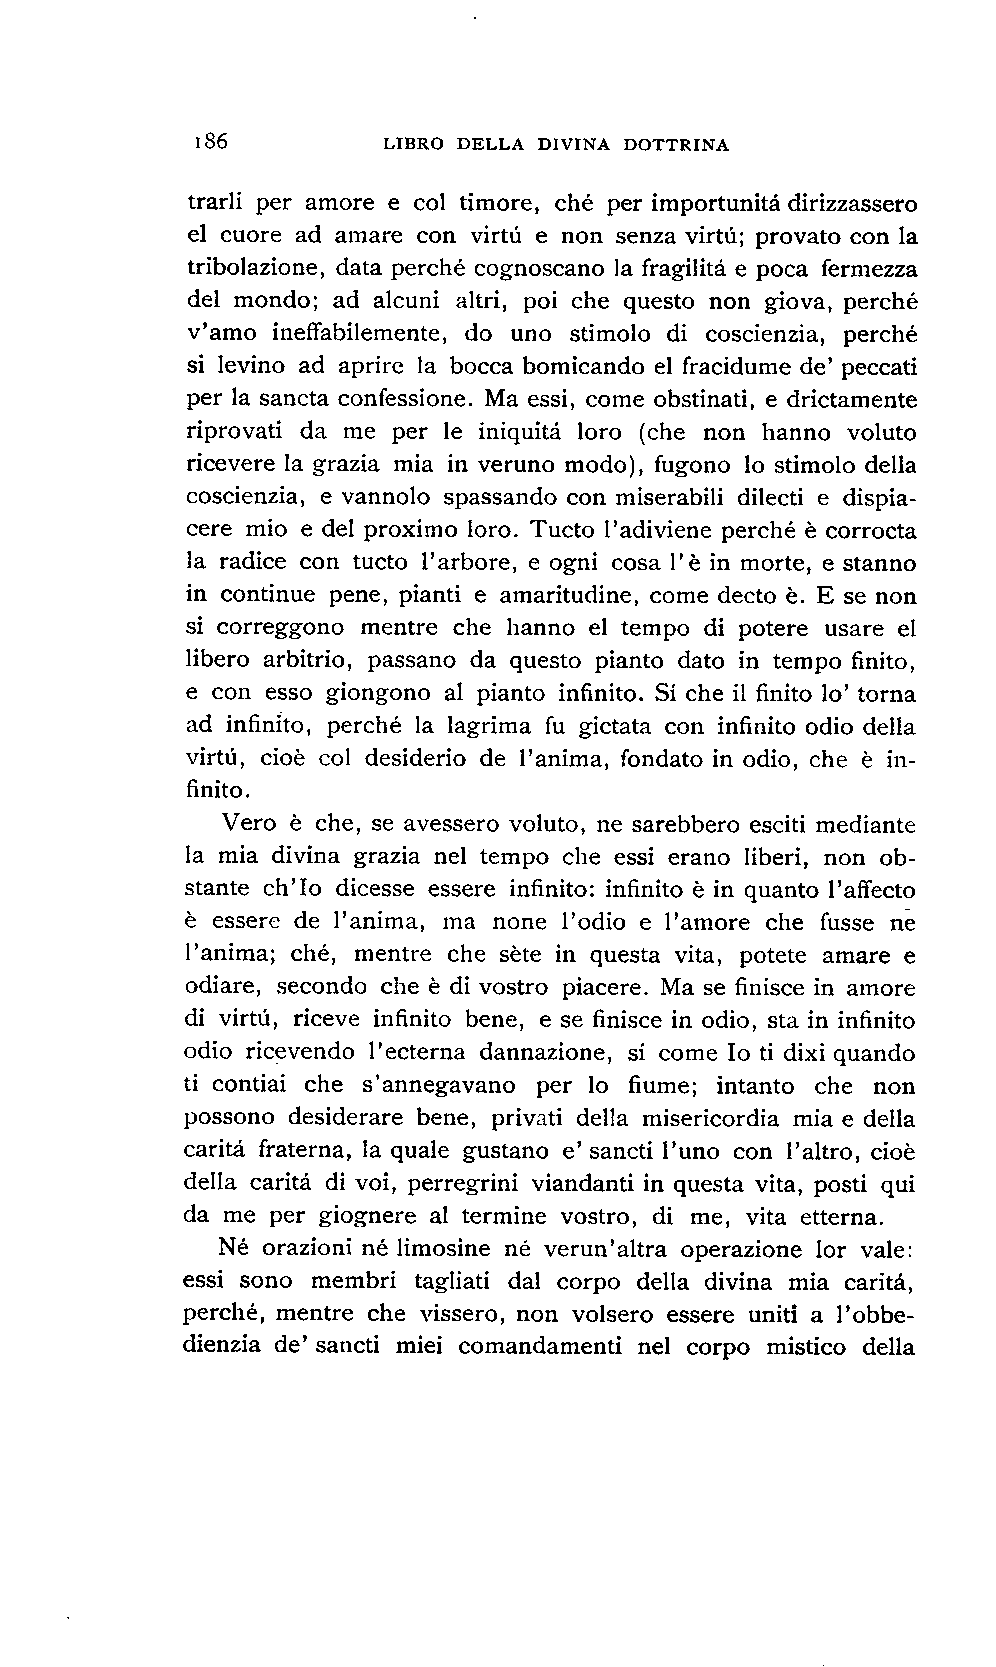 186 LIBRO DELLA DIVINA DOTTRINA
trarli per amore e col timore, ché per importunitá dirizzassero
el cuore ad amare con virtú e non senza virtú; provato con la
tribolazione, data perché cognoscano la fragilitá e poca fermezza
del mondo; ad alcuni altri, poi che questo non giova, perché
v'amo ineffabilemente, do uno stimolo di coscienzia, perché
si levino ad aprire la bocca bomicando el fracidume de' peccati
per la sancta confessione. Ma essi, come obstinati, e drictamente
riprovati da me per le iniquitá loro (che non hanno voluto
ricevere la grazia mia in veruno modo), fugono lo stimolo della
coscienzia, e vannolo spassando con miserabili dilecti e dispia-
cere mio e del proximo loro. Tucto l'adiviene perché è corrocta
la radice con tucto l'arbore, e ogni cosa l'è in morte, e stanno
in continue pene, pianti e amaritudine, come decto è. E se non
si correggono mentre che hanno el tempo di potere usare el
libero arbitrio, passano da questo pianto dato in tempo finito,
e con esso giongono al pianto infinito. Sí che il finito lo' torna
ad infinito, perché la lagrima fu gictata con infinito odio della
virtú, cioè col desiderio de l'anima, fondato in odio, che è in-
finito.
Vero è che, se avessero voluto, ne sarebbero esciti mediante
la mia divina grazia nel tempo che essi erano liberi, non ob-
stante ch'Io dicesse essere infinito: infinito è in quanto l'affecto
è essere de l'anima, ma none l'odio e l'amore che fusse ne
l'anima; ché, mentre che sète in questa vita, potete amare e
odiare, secondo che è di vostro piacere. Ma se finisce in amore
di virtú, riceve infinito bene, e se finisce in odio, sta in infinito
odio ricevendo l'ecterna dannazione, sí come Io ti dixi quando
ti contiai che s'annegavano per lo fiume; intanto che non
possono desiderare bene, privati della misericordia mia e della
caritá fraterna, la quale gustano e' sancti l'uno con l'altro, cioè
della caritá di voi, perregrini viandanti in questa vita, posti qui
da me per giognere al termine vostro, di me, vita etterna.
Né orazioni né limosine né verun'altra operazione lor vale:
essi sono membri tagliati dal corpo della divina mia caritá,
perché, mentre che vissero, non volsero essere uniti a l'obbe-
dienzia de' sancti miei comandamenti nel corpo mistico della